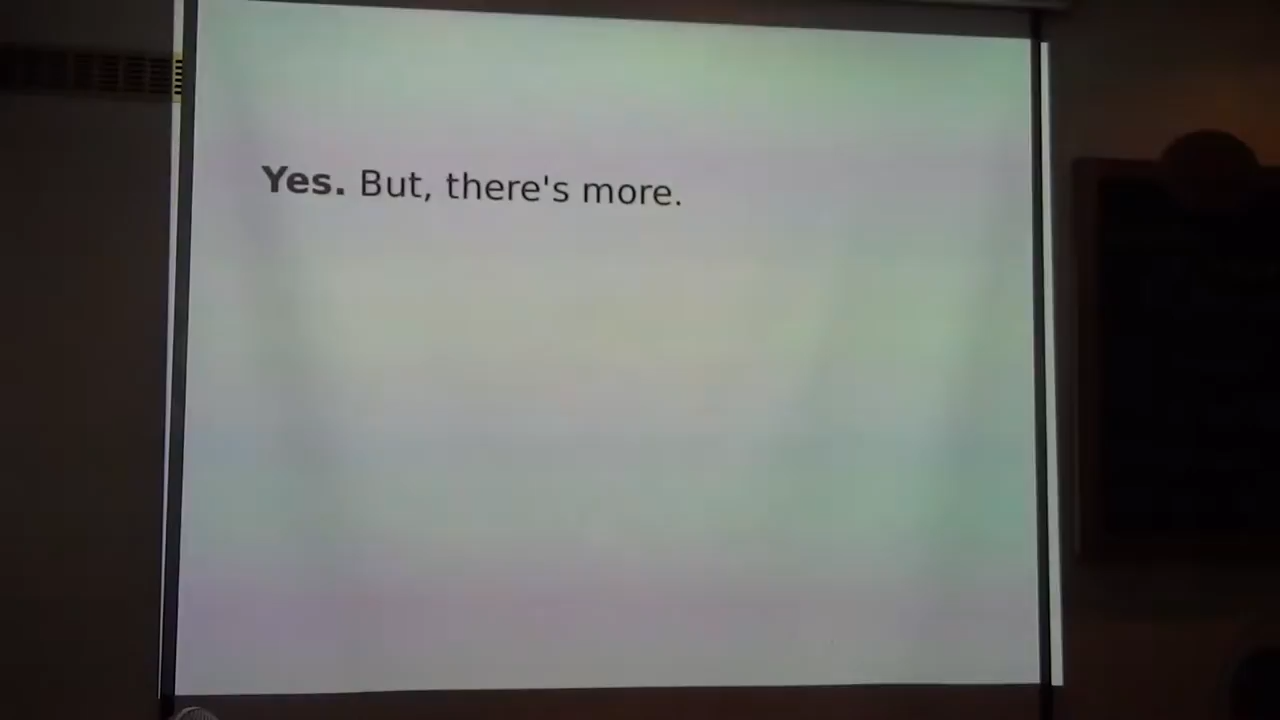 Yes. But, there's more.